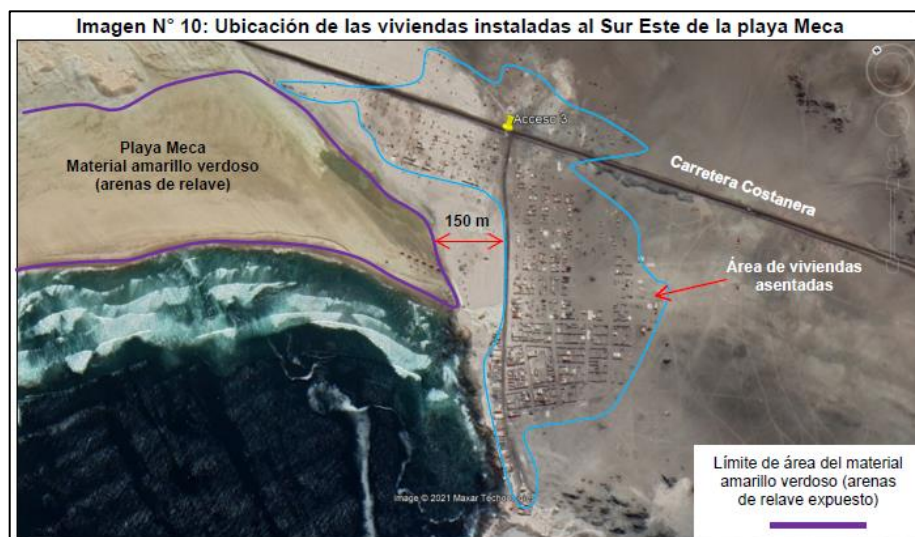 Imagen N° 10: Ubicación de las viviendas instaladas al Sur Este de la playa Meca
Acceso 3
Playa Meca
Material amarillo verdoso
(arenas de relave)
Carretera Costanera
150 m
Área de viviendas
asentadas
Image © 2021 Maxar Technologies
Límite de área del material
amarillo verdoso (arenas
de relave expuesto)